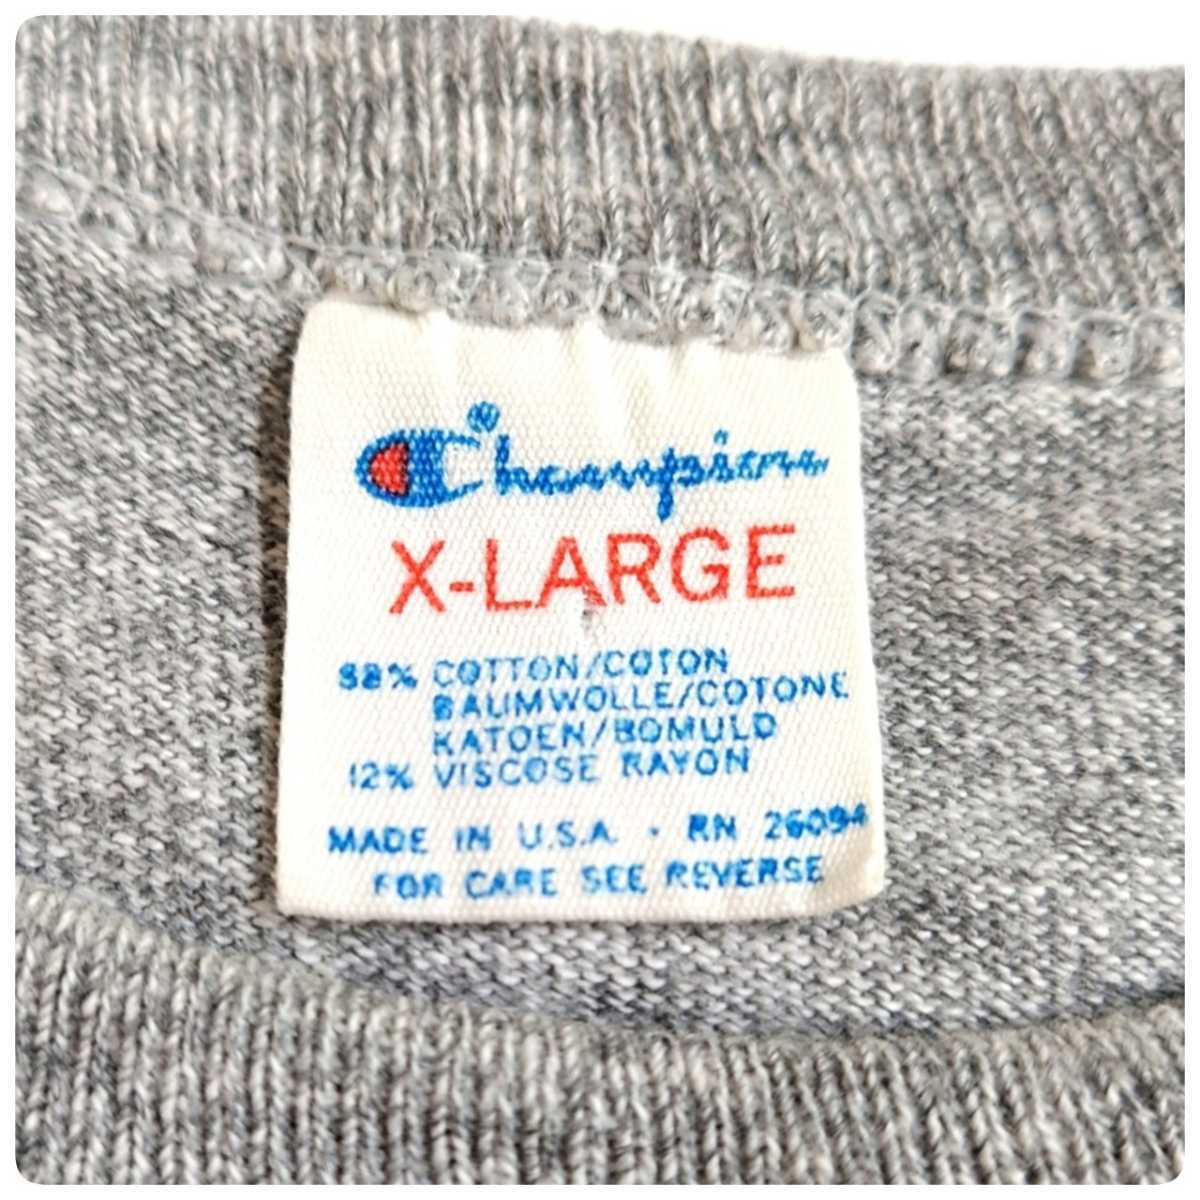 Champion®
X-LARGE
88% COTTON/COTON
BAUMWOLLE/COTONE
KATOEN/BOMULD
12% VISCOSE RAYON
MADE IN U.S.A. • RN 26094
FOR CARE SEE REVERSE